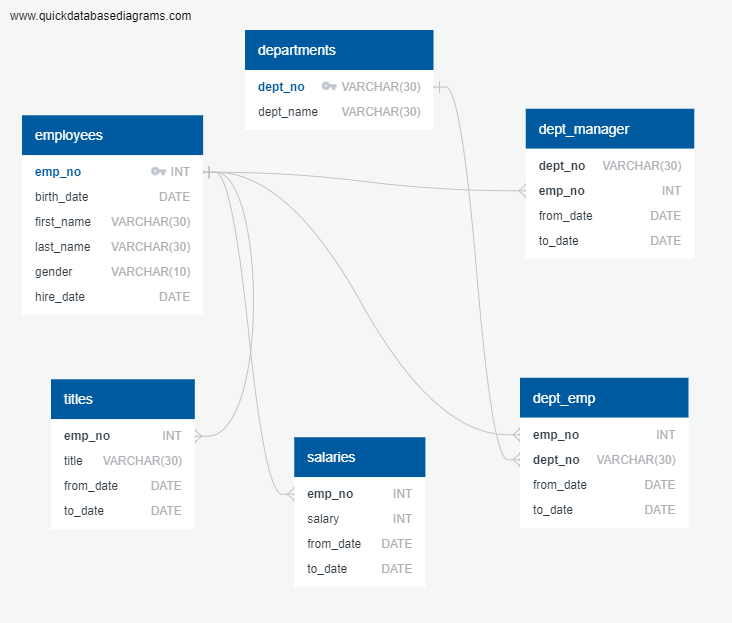 www.quickdatabasediagrams.com
departments
dept_no VARCHAR(30)
dept_name VARCHAR(30)
employees
emp_no INT
birth_date DATE
first_name VARCHAR(30)
last_name VARCHAR(30)
gender VARCHAR(10)
hire_date DATE
dept_manager
dept_no VARCHAR(30)
emp_no INT
from_date DATE
to_date DATE
titles
emp_no INT
title VARCHAR(30)
from_date DATE
to_date DATE
salaries
emp_no INT
salary INT
from_date DATE
to_date DATE
dept_emp
emp_no INT
dept_no VARCHAR(30)
from_date DATE
to_date DATE